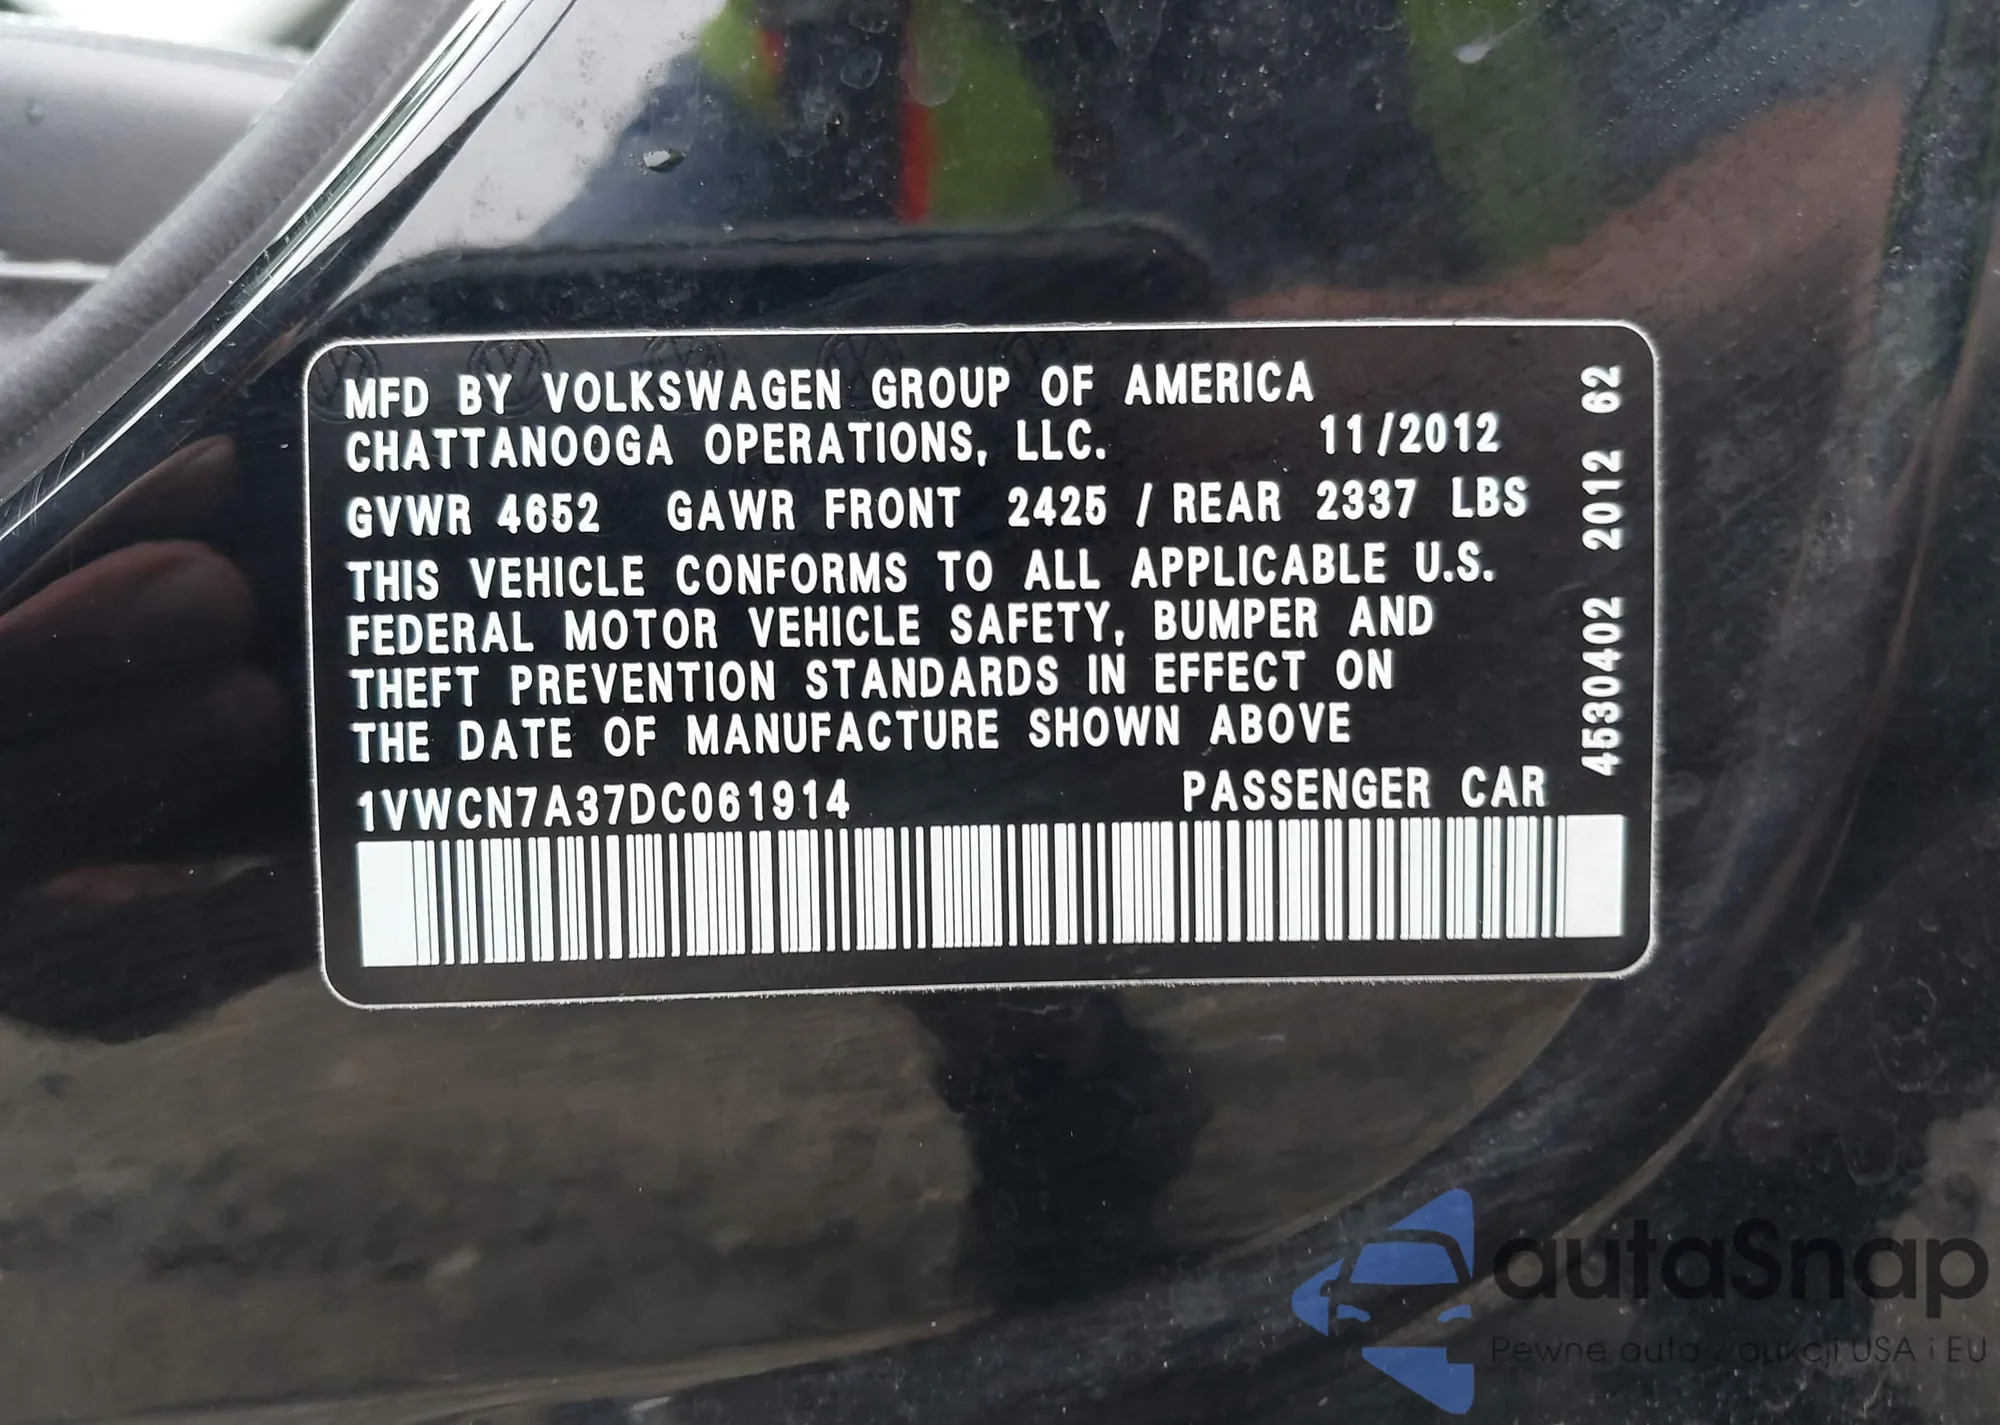 MFD BY VOLKSWAGEN GROUP OF AMERICA
CHATTANOOGA OPERATIONS, LLC. 11/2012
GVWR 4652 GAWR FRONT 2425 / REAR 2337 LBS
THIS VEHICLE CONFORMS TO ALL APPLICABLE U.S.
FEDERAL MOTOR VEHICLE SAFETY, BUMPER AND
THEFT PREVENTION STANDARDS IN EFFECT ON
THE DATE OF MANUFACTURE SHOWN ABOVE
1VWCN7A37DC061914 PASSENGER CAR
4530402 2012 62
autaSnap
Pewne auta z aukcji USA i EU